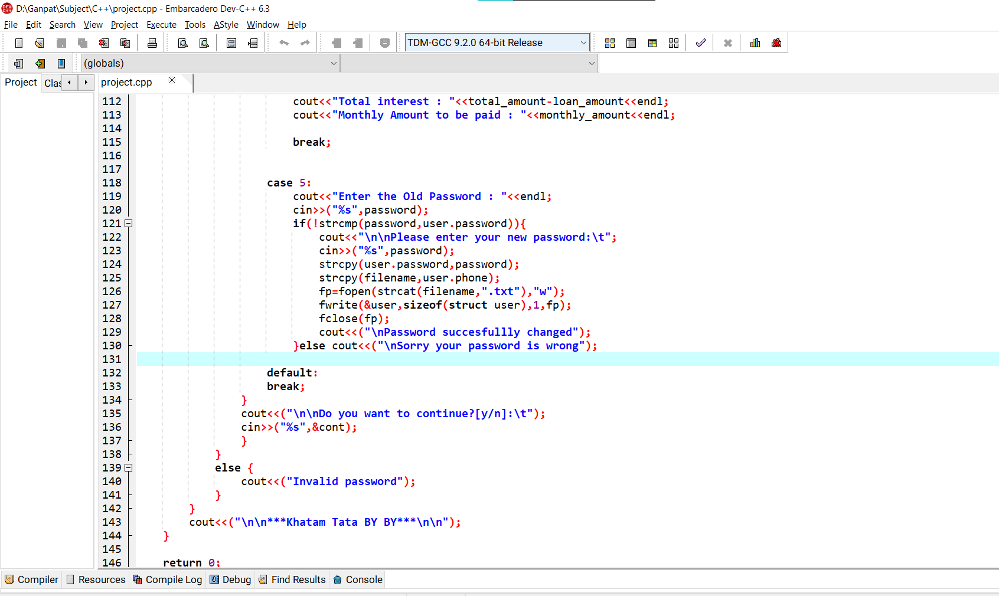 D:\Ganpat\Subject\C++\project.cpp - Embarcadero Dev-C++ 6.3
File Edit Search View Project Execute Tools AStyle Window Help
TDM-GCC 9.2.0 64-bit Release
(globals)
Project Clas project.cpp
112 cout<<"Total interest : "<<total_amount-loan_amount<<endl;
113 cout<<"Monthly Amount to be paid : "<<monthly_amount<<endl;
114
115 break;
116
117
118 case 5:
119 cout<<"Enter the Old Password : "<<endl;
120 cin>>("%s",password);
121 if(!strcmp(password,user.password)){
122 cout<<"\n\nPlease enter your new password:\t";
123 cin>>("%s",password);
124 strcpy(user.password,password);
125 strcpy(filename,user.phone);
126 fp=fopen(strcat(filename,".txt"),"w");
127 fwrite(&user,sizeof(struct user),1,fp);
128 fclose(fp);
129 cout<<("\nPassword succesfullly changed");
130 }else cout<<("\nSorry your password is wrong");
131
132 default:
133 break;
134 }
135 cout<<("\n\nDo you want to continue?[y/n]:\t");
136 cin>>("%s",&cont);
137 }
138 }
139 else {
140 cout<<("Invalid password");
141 }
142 }
143 cout<<("\n\n***Khatam Tata BY BY***\n\n");
144 }
145
146 return 0;
Compiler Resources Compile Log Debug Find Results Console